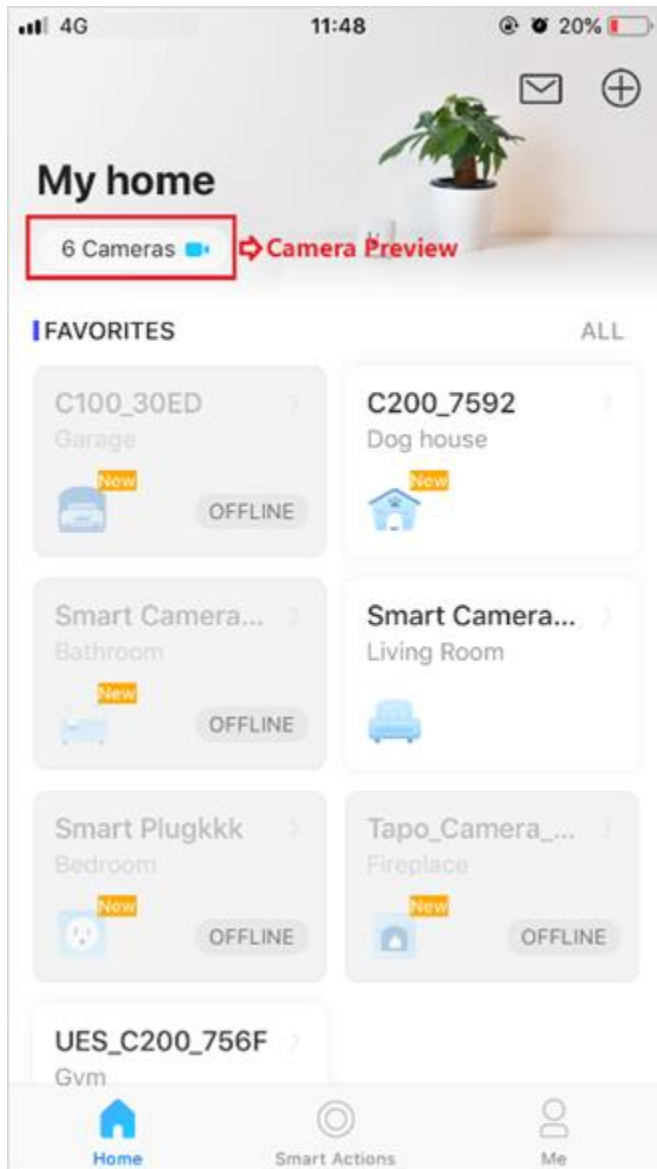 4G 11:48 20%
My home
6 Cameras Camera Preview
FAVORITES ALL
C100_30ED C200_7592
Garage Dog house
New New
OFFLINE
Smart Camera... Smart Camera...
Bathroom Living Room
New
OFFLINE
Smart Plugkkk Tapo_Camera_...
Bedroom Fireplace
New New
OFFLINE OFFLINE
UES_C200_756F
Gym
Home Smart Actions Me